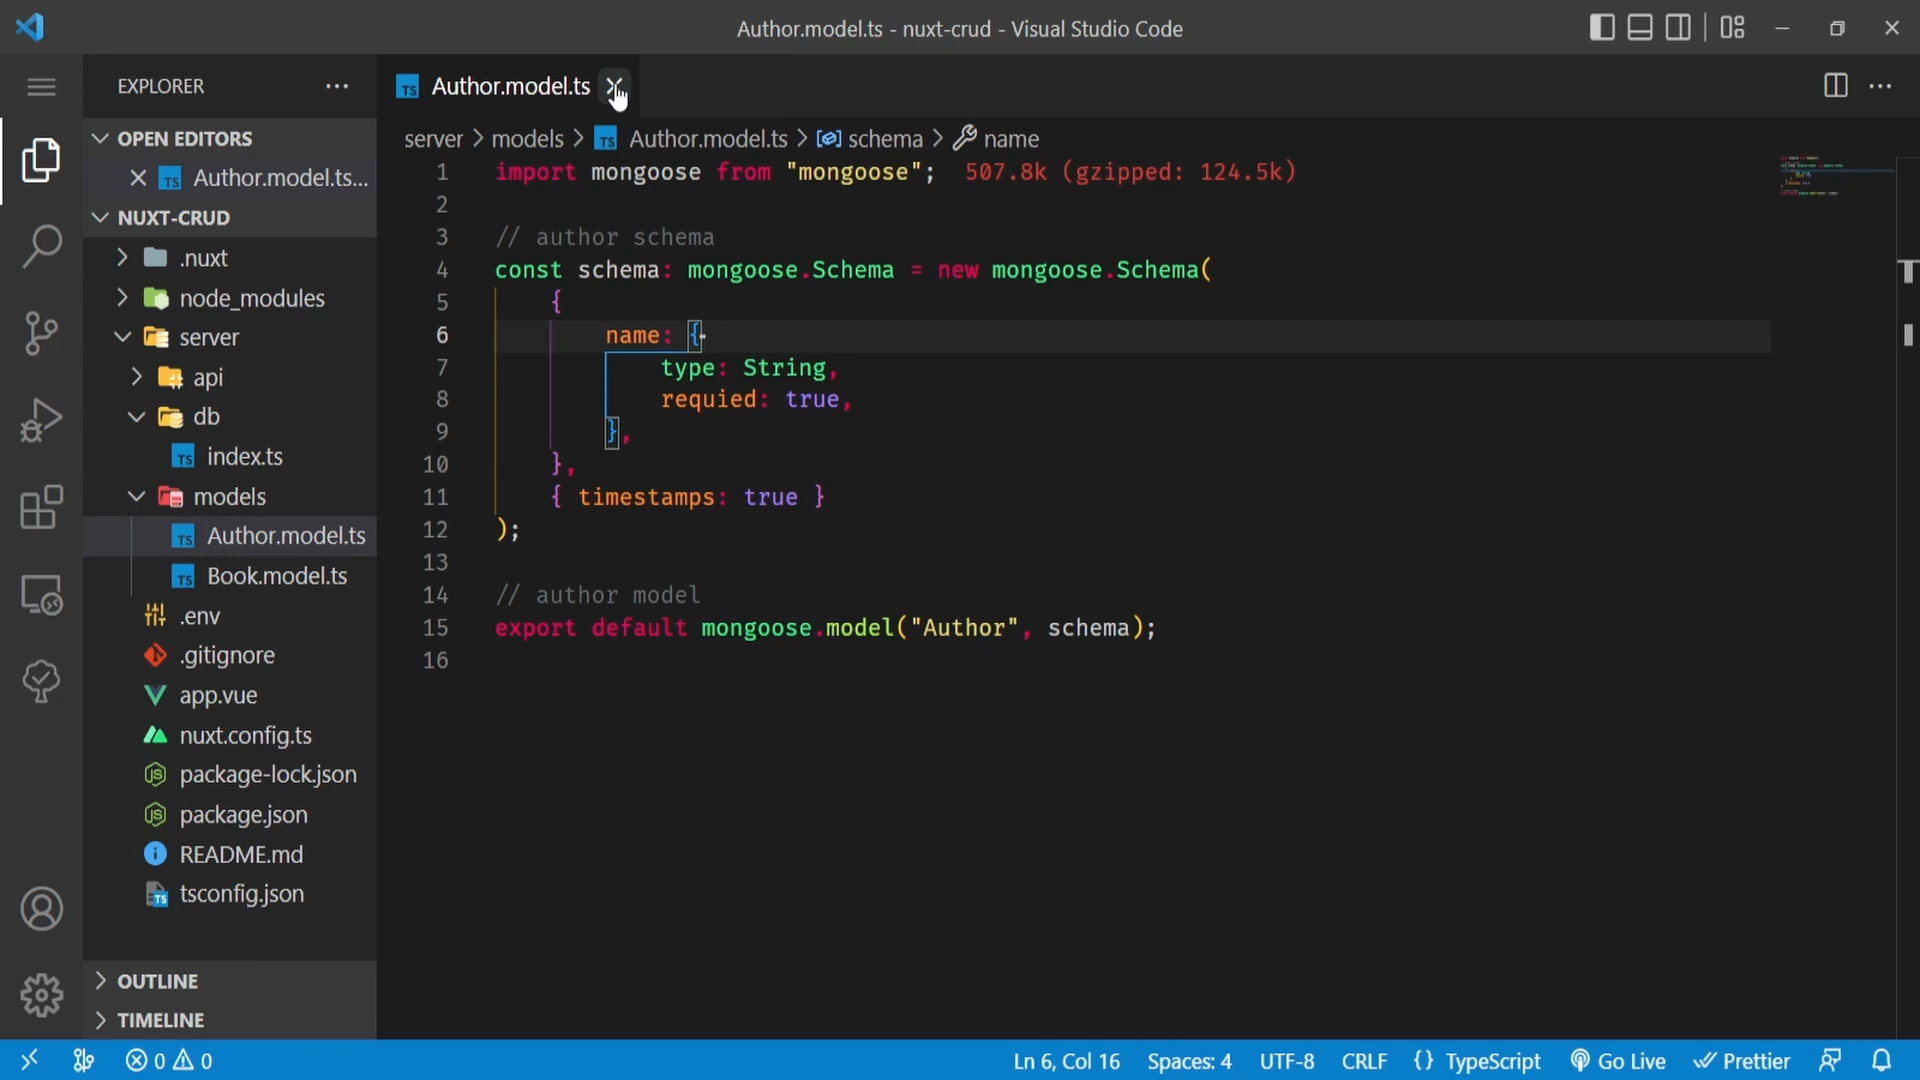 Author.model.ts - nuxt-crud - Visual Studio Code
EXPLORER
Author.model.ts
OPEN EDITORS
Author.model.ts...
NUXT-CRUD
.nuxt
node_modules
server
api
db
index.ts
models
Author.model.ts
Book.model.ts
.env
.gitignore
app.vue
nuxt.config.ts
package-lock.json
package.json
README.md
tsconfig.json
OUTLINE
TIMELINE
server > models > TS Author.model.ts > schema > name
1 import mongoose from "mongoose"; 507.8k (gzipped: 124.5k)
2
3 // author schema
4 const schema: mongoose.Schema = new mongoose.Schema(
5 {
6 name: {
7 type: String,
8 requied: true,
9 },
10 },
11 { timestamps: true }
12 );
13
14 // author model
15 export default mongoose.model("Author", schema);
16
0 0
Ln 6, Col 16
Spaces: 4
UTF-8
CRLF
{} TypeScript
Go Live
Prettier